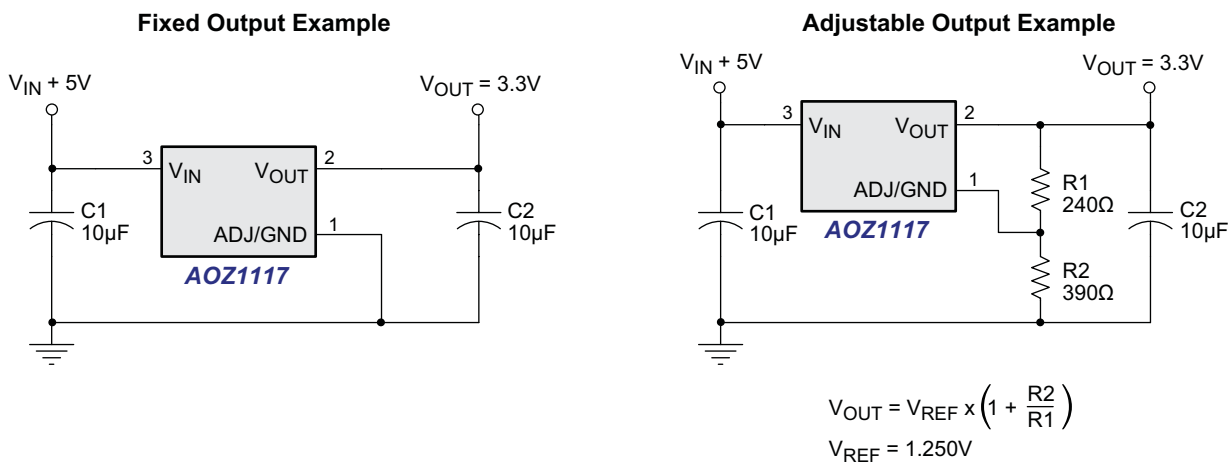 Fixed Output Example
VIN + 5V
VOUT = 3.3V
3
VIN
VOUT
2
C1
10µF
ADJ/GND
1
C2
10µF
AOZ1117
Adjustable Output Example
VIN + 5V
VOUT = 3.3V
3
VIN
VOUT
2
ADJ/GND
1
R1
240Ω
C1
10µF
C2
10µF
AOZ1117
R2
390Ω
VOUT = VREF x (1 + R2/R1)
VREF = 1.250V